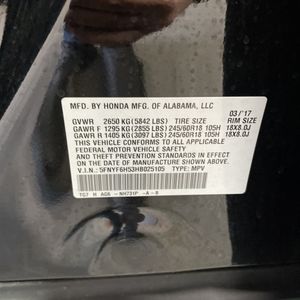 MFD. BY HONDA MFG. OF ALABAMA, LLC
03/'17
GVWR 2650 KG(5842 LBS) TIRE SIZE RIM SIZE
GAWR F 1295 KG(2855 LBS) 245/60R18 105H 18X8.0J
GAWR R 1405 KG(3097 LBS) 245/60R18 105H 18X8.0J
THIS VEHICLE CONFORMS TO ALL APPLICABLE
FEDERAL MOTOR VEHICLE SAFETY AND THEFT
PREVENTION STANDARDS IN EFFECT ON THE DATE
OF MANUFACTURE SHOWN ABOVE.
V.I.N.: 5FNYF6H53HB025105 TYPE: MPV
TG7 H AG6 -NH731P -A -B